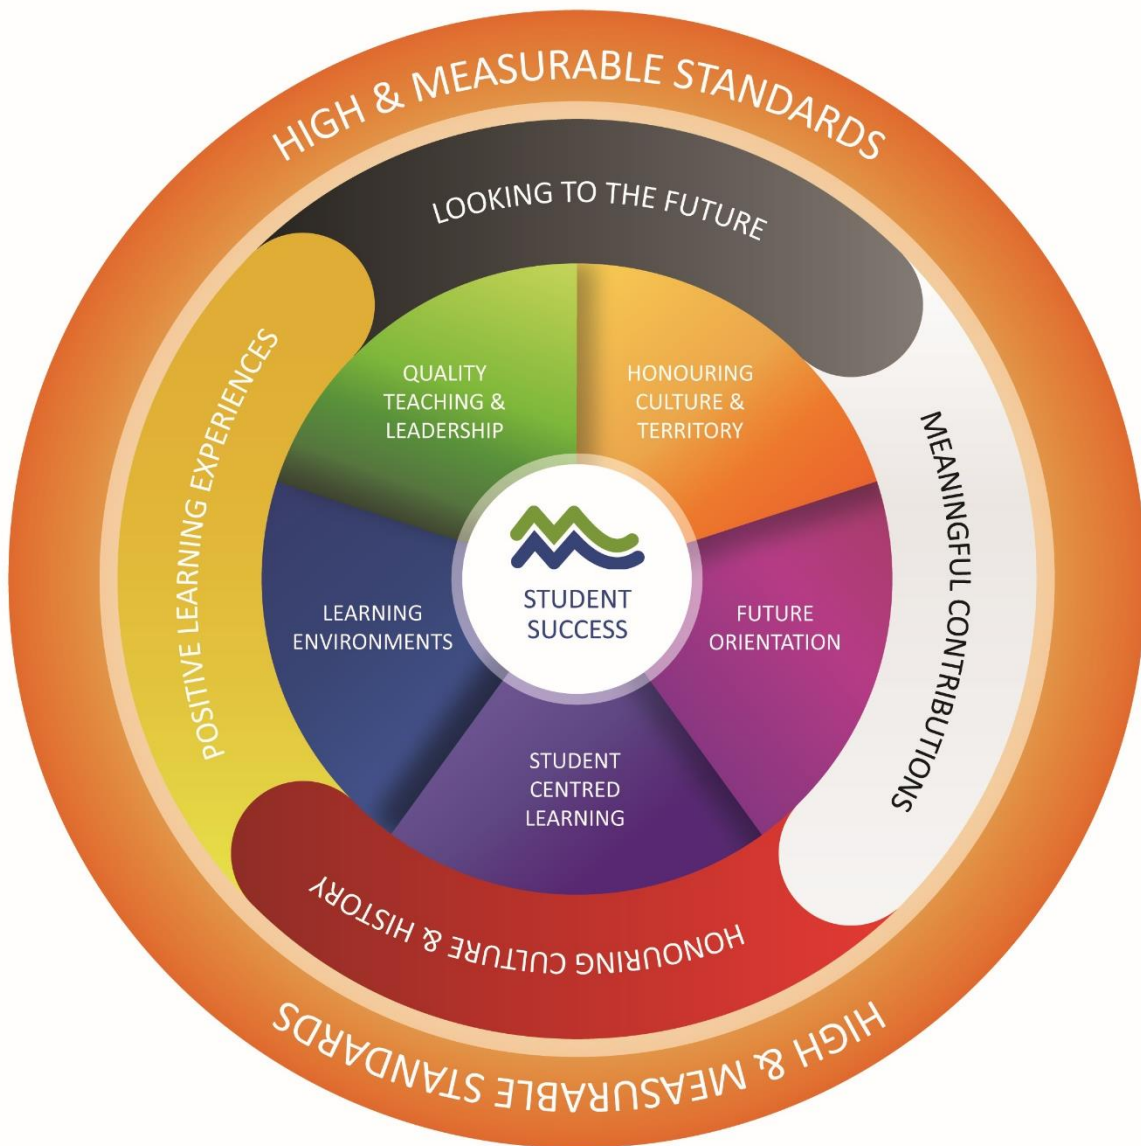 HIGH & MEASURABLE STANDARDS
LOOKING TO THE FUTURE
MEANINGFUL CONTRIBUTIONS
HONOURING CULTURE & HISTORY
POSITIVE LEARNING EXPERIENCES
QUALITY
TEACHING &
LEADERSHIP
HONOURING
CULTURE &
TERRITORY
FUTURE
ORIENTATION
STUDENT
CENTRED
LEARNING
LEARNING
ENVIRONMENTS
STUDENT
SUCCESS
HIGH & MEASURABLE STANDARDS